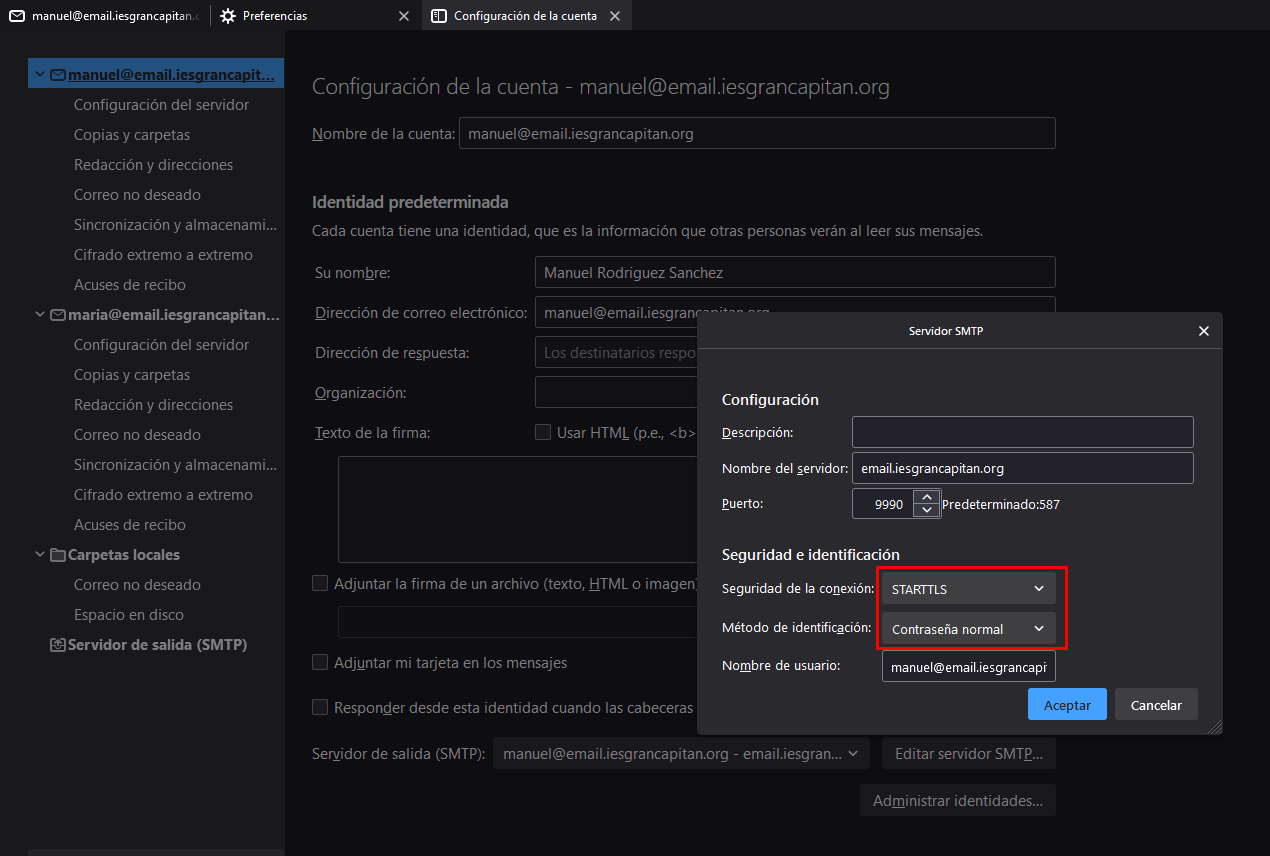 manuel@email.iesgrancapitan.o
Preferencias
Configuración de la cuenta
manuel@email.iesgrancapit...
Configuración del servidor
Copias y carpetas
Redacción y direcciones
Correo no deseado
Sincronización y almacenami...
Cifrado extremo a extremo
Acuses de recibo
maria@email.iesgrancapitan...
Configuración del servidor
Copias y carpetas
Redacción y direcciones
Correo no deseado
Sincronización y almacenami...
Cifrado extremo a extremo
Acuses de recibo
Carpetas locales
Correo no deseado
Espacio en disco
Servidor de salida (SMTP)
Configuración de la cuenta - manuel@email.iesgrancapitan.org
Nombre de la cuenta: manuel@email.iesgrancapitan.org
Identidad predeterminada
Cada cuenta tiene una identidad, que es la información que otras personas verán al leer sus mensajes.
Su nombre: Manuel Rodriguez Sanchez
Dirección de correo electrónico: manuel@email.iesgrancapitan.org
Dirección de respuesta: Los destinatarios respo
Organización:
Texto de la firma: Usar HTML (p.e., <b>
Adjuntar la firma de un archivo (texto, HTML o imagen)
Adjuntar mi tarjeta en los mensajes
Responder desde esta identidad cuando las cabeceras
Servidor de salida (SMTP): manuel@email.iesgrancapitan.org - email.iesgran... Editar servidor SMTP...
Administrar identidades...
Servidor SMTP
Configuración
Descripción:
Nombre del servidor: email.iesgrancapitan.org
Puerto: 9990 Predeterminado:587
Seguridad e identificación
Seguridad de la conexión: STARTTLS
Método de identificación: Contraseña normal
Nombre de usuario: manuel@email.iesgrancapi
Aceptar Cancelar